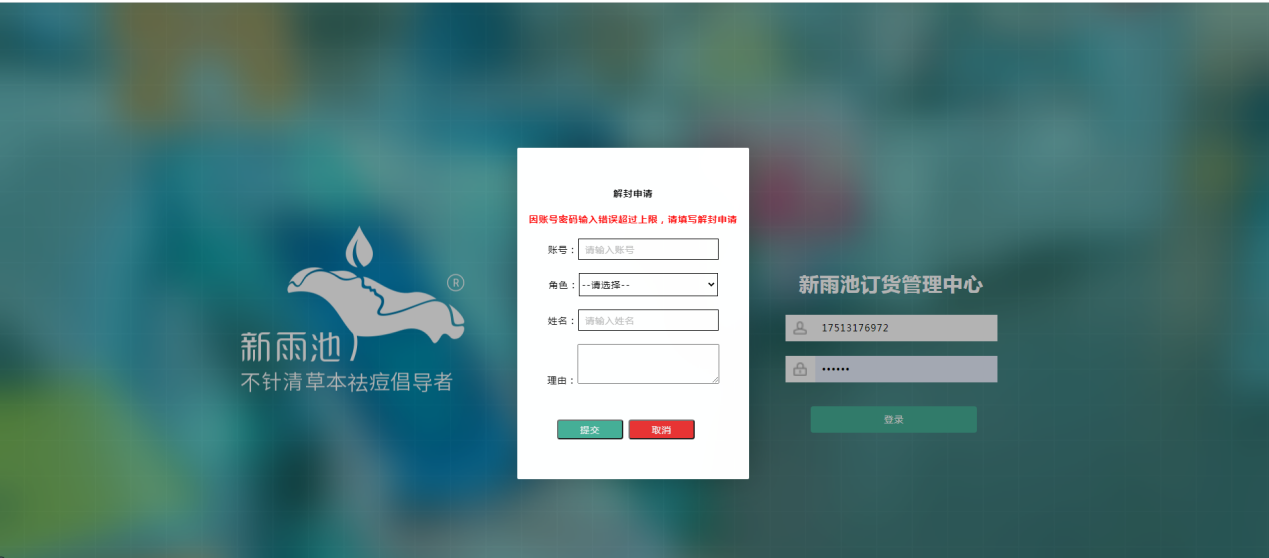 解封申请
因账号密码输入错误超过上限，请填写解封申请
账号： 请输入账号
角色： --请选择--
姓名： 请输入姓名
理由：
提交 取消
®
新雨池
不针清草本祛痘倡导者
新雨池订货管理中心
17513176972
••••••
登录